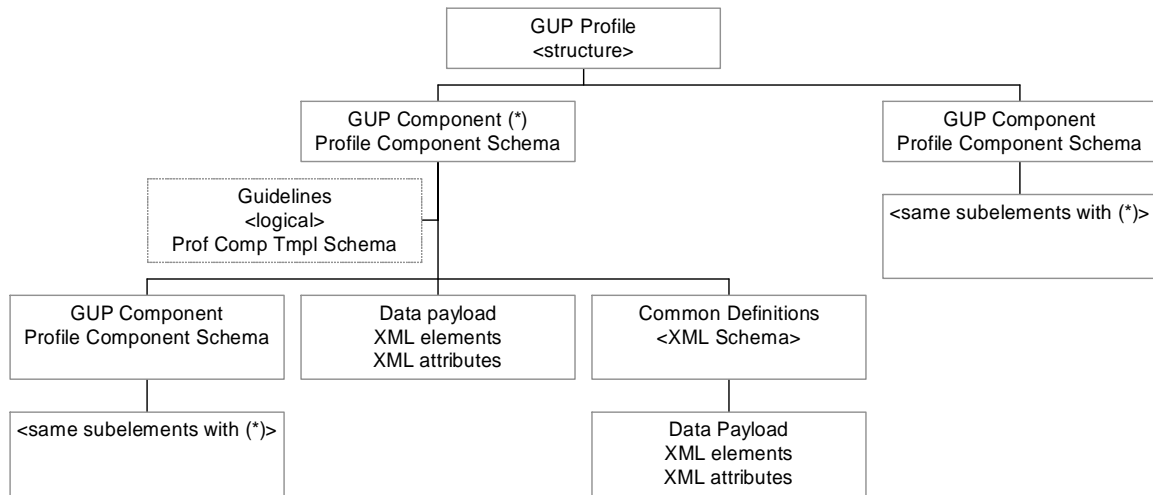 GUP Profile
<structure>
GUP Component (*)
Profile Component Schema
GUP Component
Profile Component Schema
Guidelines
<logical>
Prof Comp Tmpl Schema
<same subelements with (*)>
GUP Component
Profile Component Schema
Data payload
XML elements
XML attributes
Common Definitions
<XML Schema>
<same subelements with (*)>
Data Payload
XML elements
XML attributes